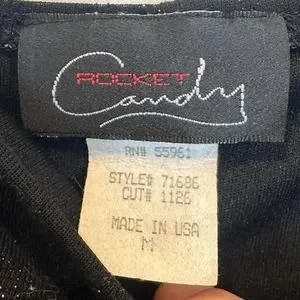 ROCKET
Candy
RN# 55961
STYLE# 71686
CUT# 1126
MADE IN USA
M